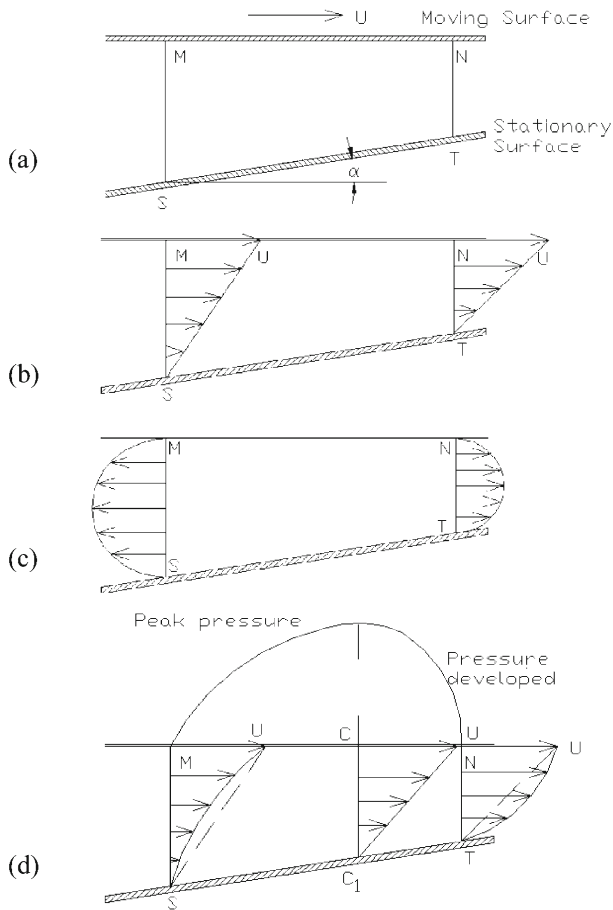 U Moving Surface
M N
Stationary
Surface
(a)
T
α
S
M U N U
(b)
T
S
M N
(c)
T
S
Peak pressure
Pressure
developed
U C U U
M N
(d)
T
S C1